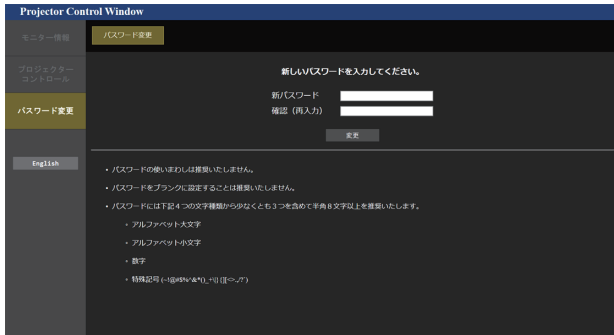 Projector Control Window
モニター情報
パスワード変更
プロジェクター
コントロール
新しいパスワードを入力してください。
新パスワード
確認（再入力）
パスワード変更
変更
English
・パスワードの使いまわしは推奨いたしません。
・パスワードをブランクに設定することは推奨いたしません。
・パスワードには下記４つの文字種類から少なくとも３つを含めて半角８文字以上を推奨いたします。
◦アルファベット大文字
◦アルファベット小文字
◦数字
◦特殊記号